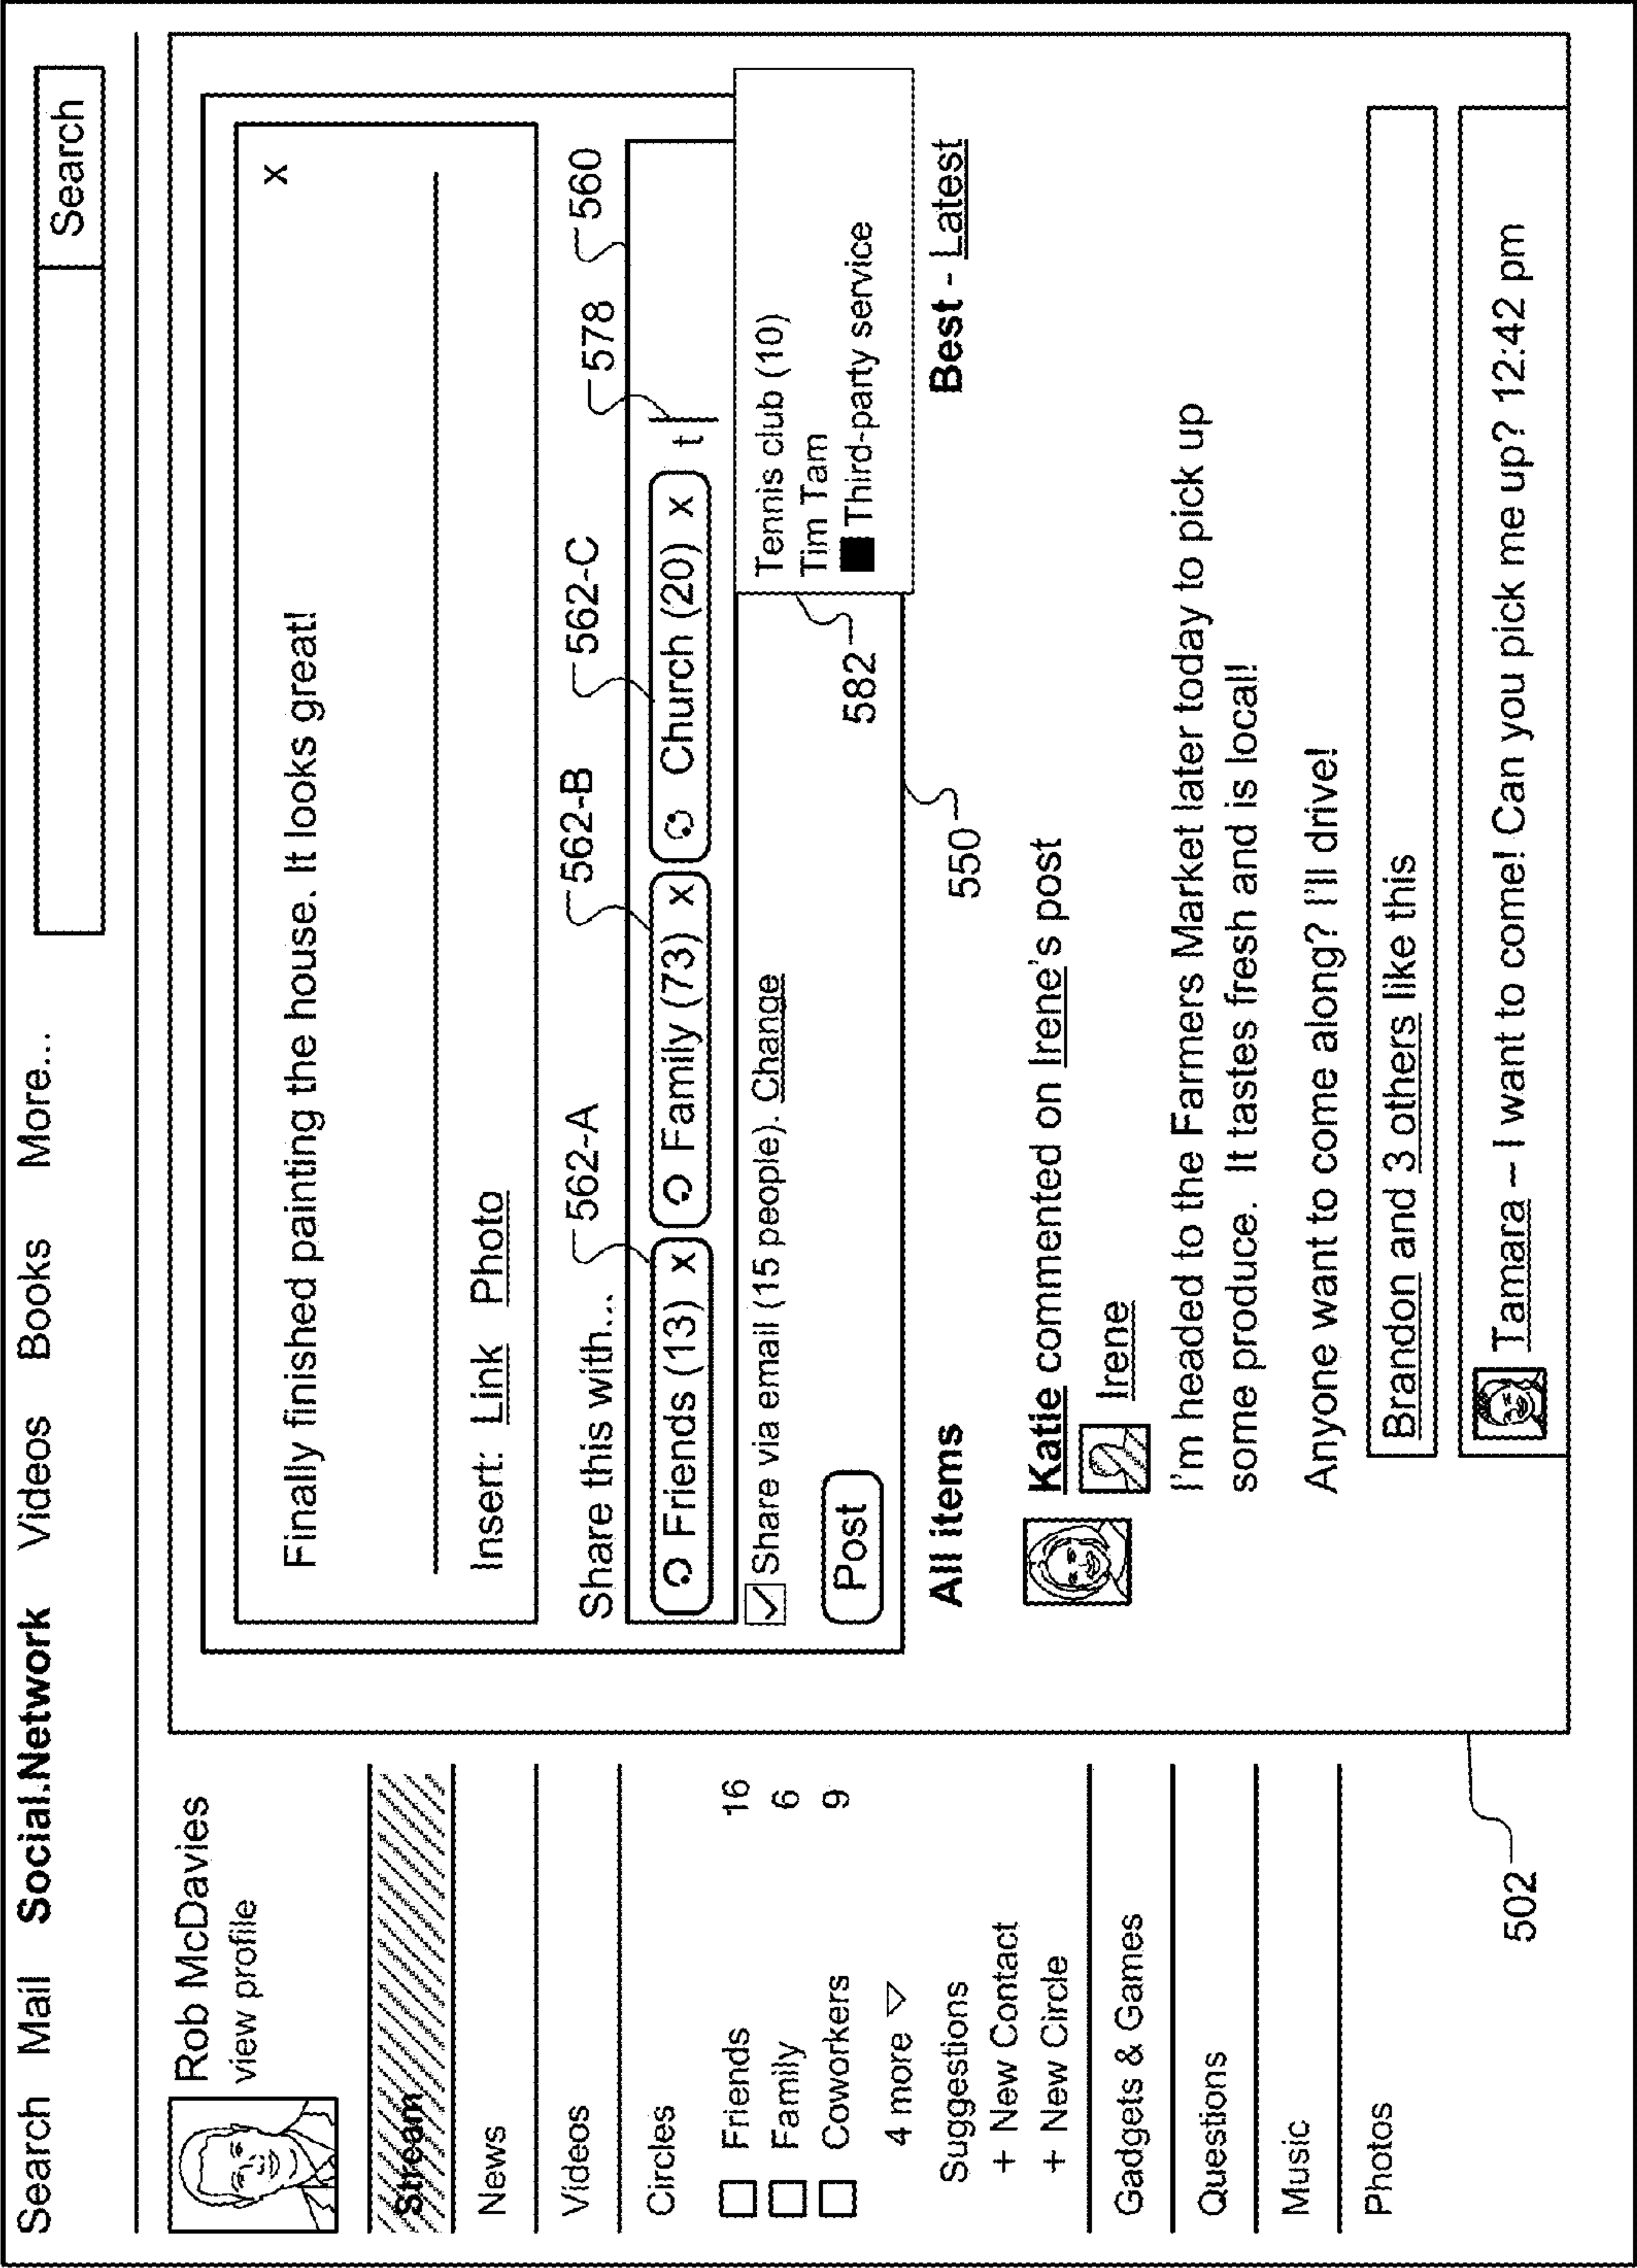 Search Mail Social.Network Videos Books More... Search
Rob McDavies
view profile
Stream
News
Videos
Circles
Friends 16
Family 6
Coworkers 9
4 more
Suggestions
+ New Contact
+ New Circle
Gadgets & Games
Questions
Music
Photos
502
x
Finally finished painting the house. It looks great!
Insert: Link Photo
Share this with...
562-A
562-B
562-C
578
560
Friends (13) x
Family (73) x
Church (20) x
t
Share via email (15 people). Change
Tennis club (10)
Tim Tam
Third-party service
582
Post
550
All items
Best - Latest
Katie commented on Irene's post
Irene
I'm headed to the Farmers Market later today to pick up
some produce. It tastes fresh and is local!
Anyone want to come along? I'll drive!
Brandon and 3 others like this
Tamara – I want to come! Can you pick me up? 12:42 pm